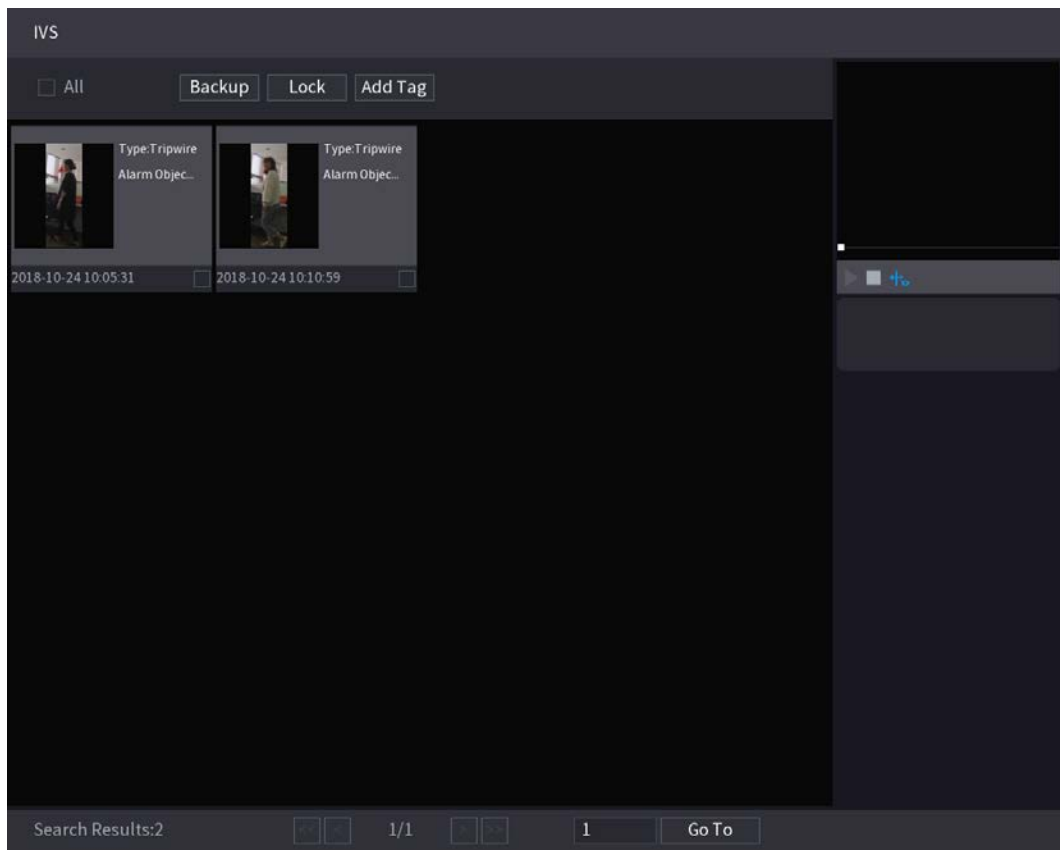 IVS
All Backup Lock Add Tag
Type:Tripwire
Alarm Objec...
2018-10-24 10:05:31
Type:Tripwire
Alarm Objec...
2018-10-24 10:10:59
Search Results:2 << < 1/1 > >> 1 Go To